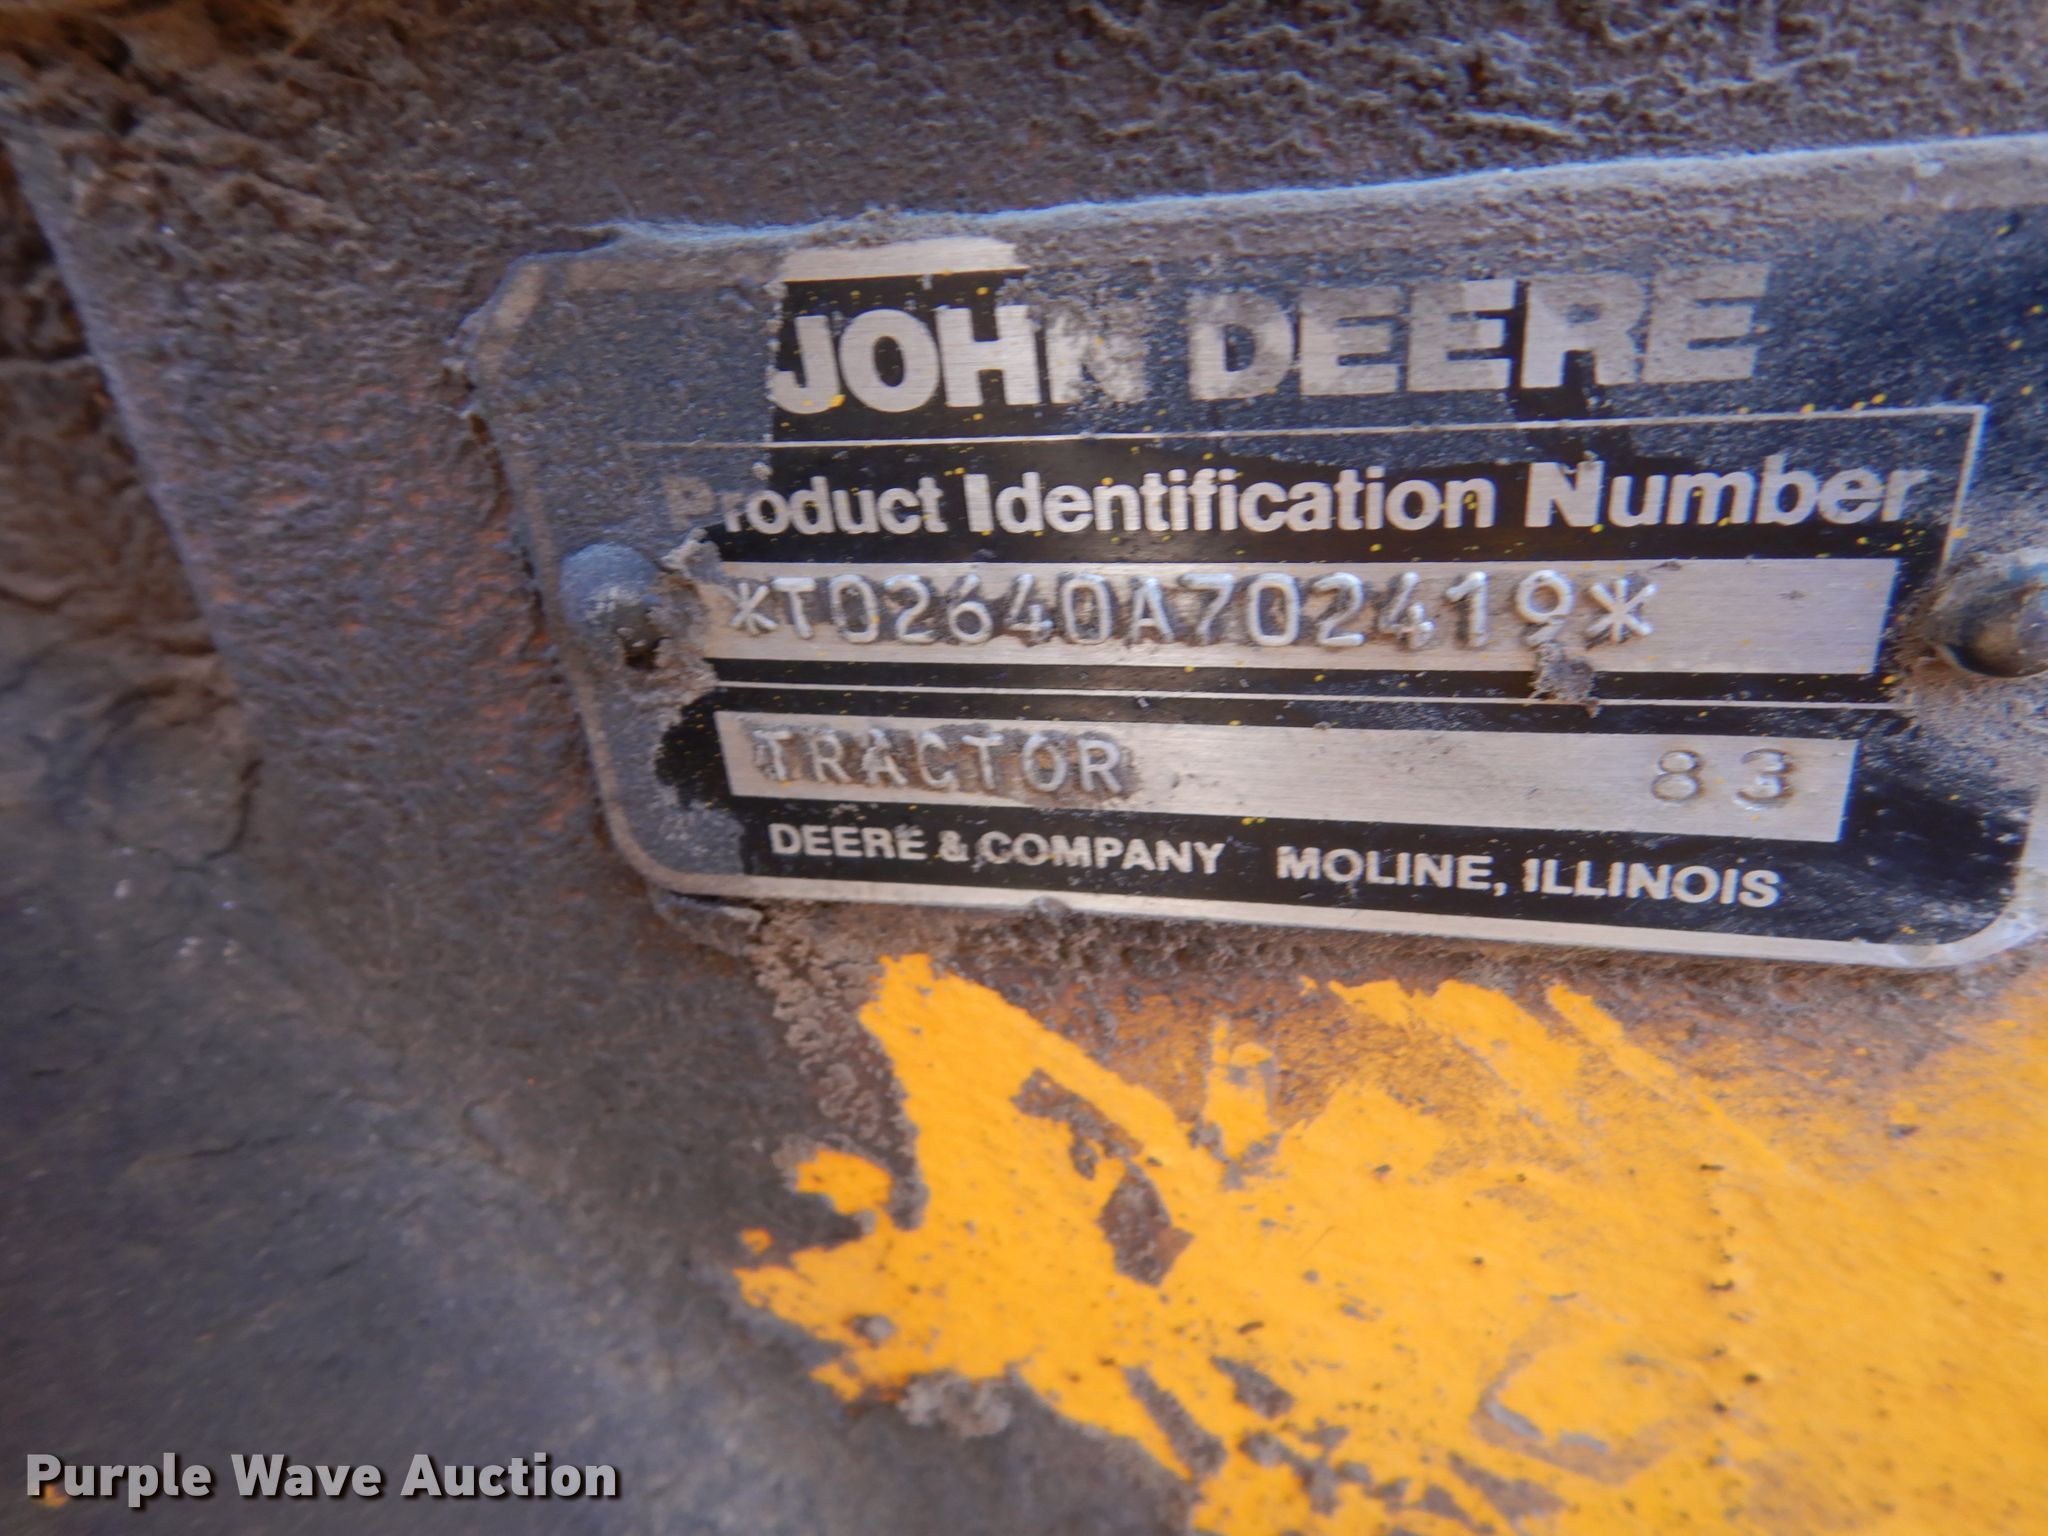 JOHN DEERE
Product Identification Number
*T02640A702419*
TRACTOR 83
DEERE & COMPANY MOLINE, ILLINOIS
Purple Wave Auction